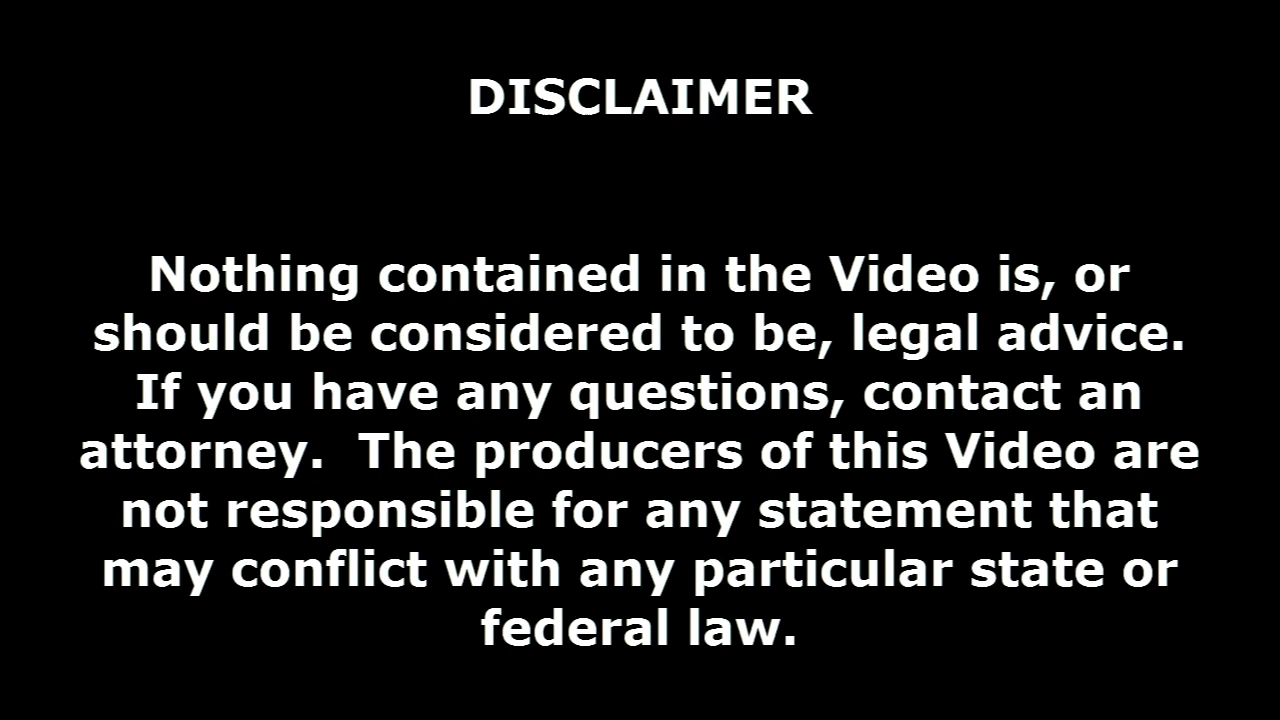 DISCLAIMER
Nothing contained in the Video is, or
should be considered to be, legal advice.
If you have any questions, contact an
attorney.  The producers of this Video are
not responsible for any statement that
may conflict with any particular state or
federal law.